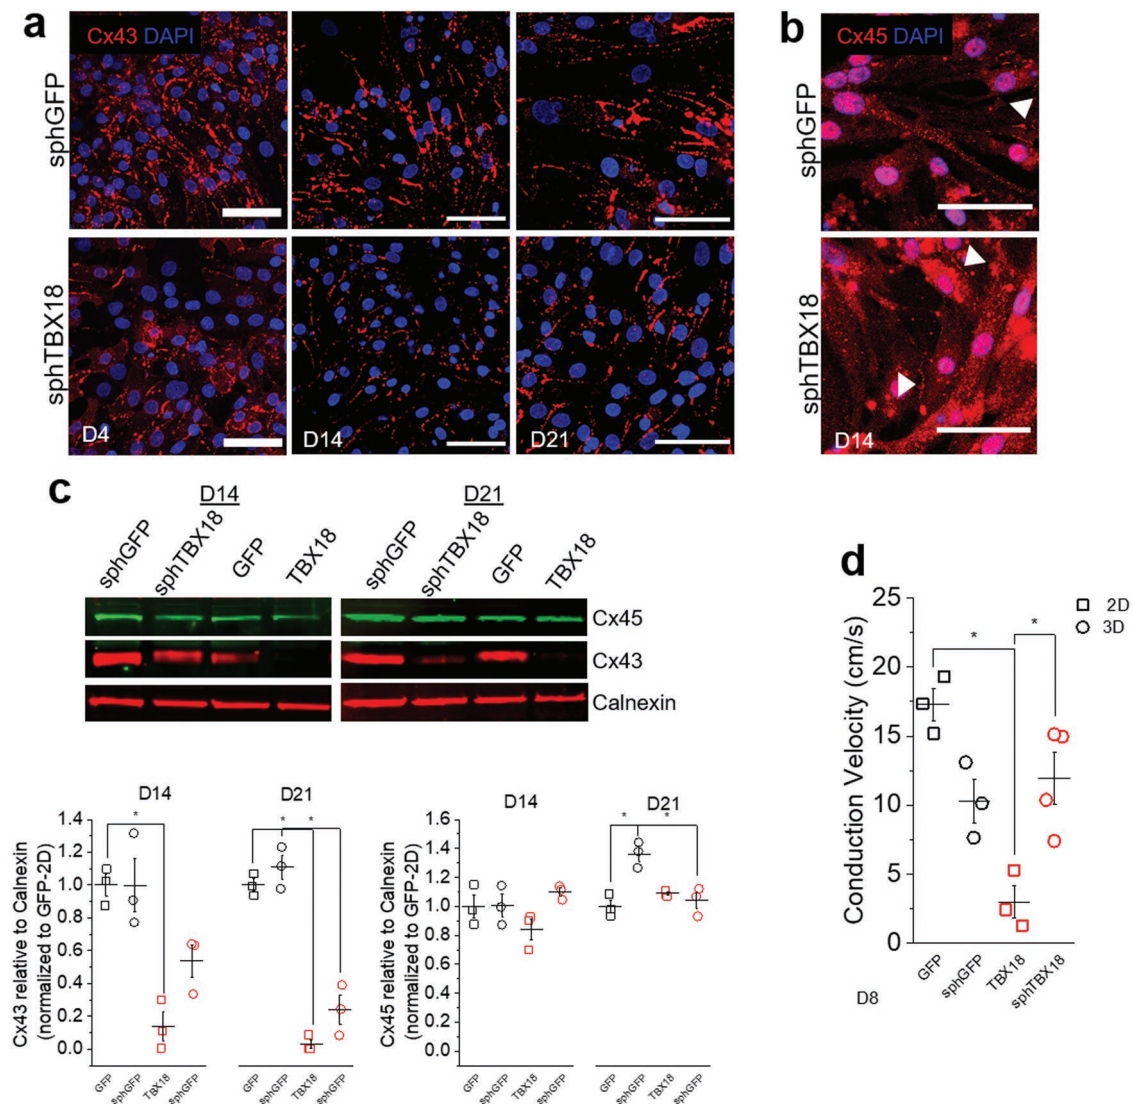 a
Cx43 DAPI
sphGFP
sphTBX18
D4
D14
D21
b
Cx45 DAPI
sphGFP
sphTBX18
D14
c
D14
D21
sphGFP
sphTBX18
GFP
TBX18
sphGFP
sphTBX18
GFP
TBX18
Cx45
Cx43
Calnexin
Cx43 relative to Calnexin
(normalized to GFP-2D)
1.4
1.2
1.0
0.8
0.6
0.4
0.2
0.0
D14
*
GFP
sphGFP
TBX18
sphGFP
D21
* *
GFP
sphGFP
TBX18
sphGFP
Cx45 relative to Calnexin
(normalized to GFP-2D)
1.6
1.4
1.2
1.0
0.8
0.6
0.4
0.2
0.0
D14
GFP
sphGFP
TBX18
sphGFP
D21
* *
GFP
sphGFP
TBX18
sphGFP
d
Conduction Velocity (cm/s)
25
20
15
10
5
0
2D
3D
* *
GFP
sphGFP
TBX18
sphTBX18
D8